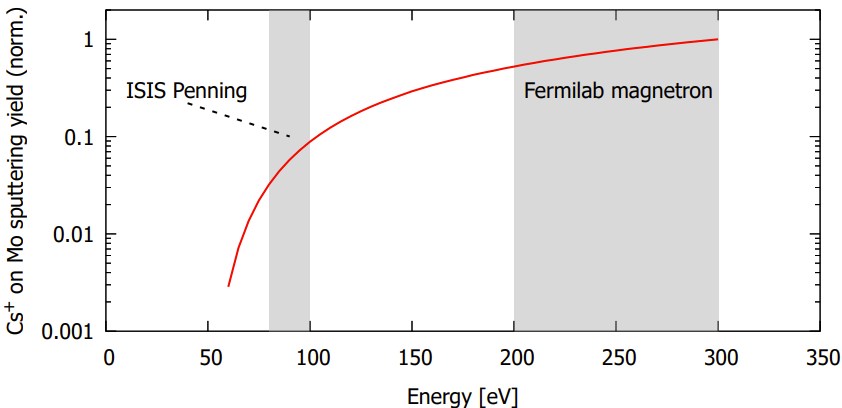 Cs+ on Mo sputtering yield (norm.)
1
0.1
0.01
0.001
ISIS Penning
Fermilab magnetron
0 50 100 150 200 250 300 350
Energy [eV]